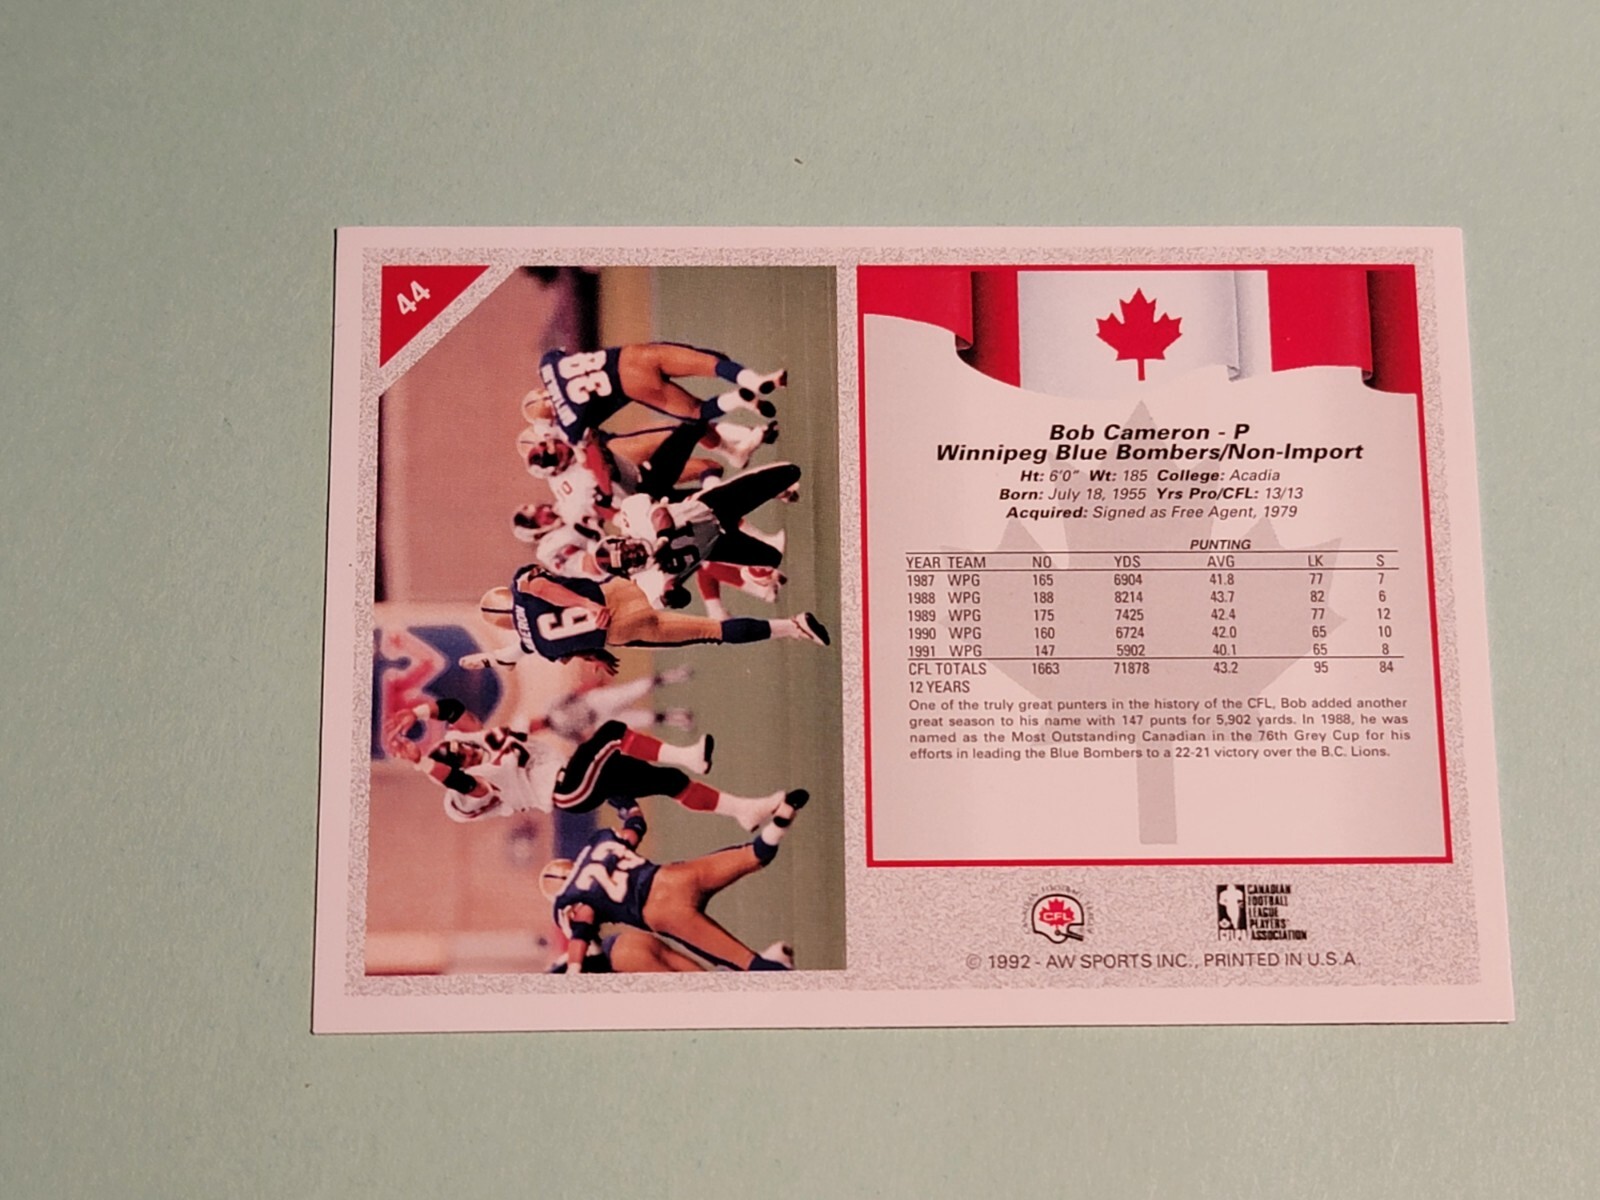 44
38
9
23
Bob Cameron - P
Winnipeg Blue Bombers/Non-Import
Ht: 6'0" Wt: 185 College: Acadia
Born: July 18, 1955 Yrs Pro/CFL: 13/13
Acquired: Signed as Free Agent, 1979
PUNTING
YEAR TEAM NO YDS AVG LK S
1987 WPG 165 6904 41.8 77 7
1988 WPG 188 8214 43.7 82 6
1989 WPG 175 7425 42.4 77 12
1990 WPG 160 6724 42.0 65 10
1991 WPG 147 5902 40.1 65 8
CFL TOTALS 1663 71878 43.2 95 84
12 YEARS
One of the truly great punters in the history of the CFL, Bob added another
great season to his name with 147 punts for 5,902 yards. In 1988, he was
named as the Most Outstanding Canadian in the 76th Grey Cup for his
efforts in leading the Blue Bombers to a 22-21 victory over the B.C. Lions.
CFL
CANADIAN
FOOTBALL
LEAGUE
PLAYERS'
ASSOCIATION
© 1992 - AW SPORTS INC., PRINTED IN U.S.A.